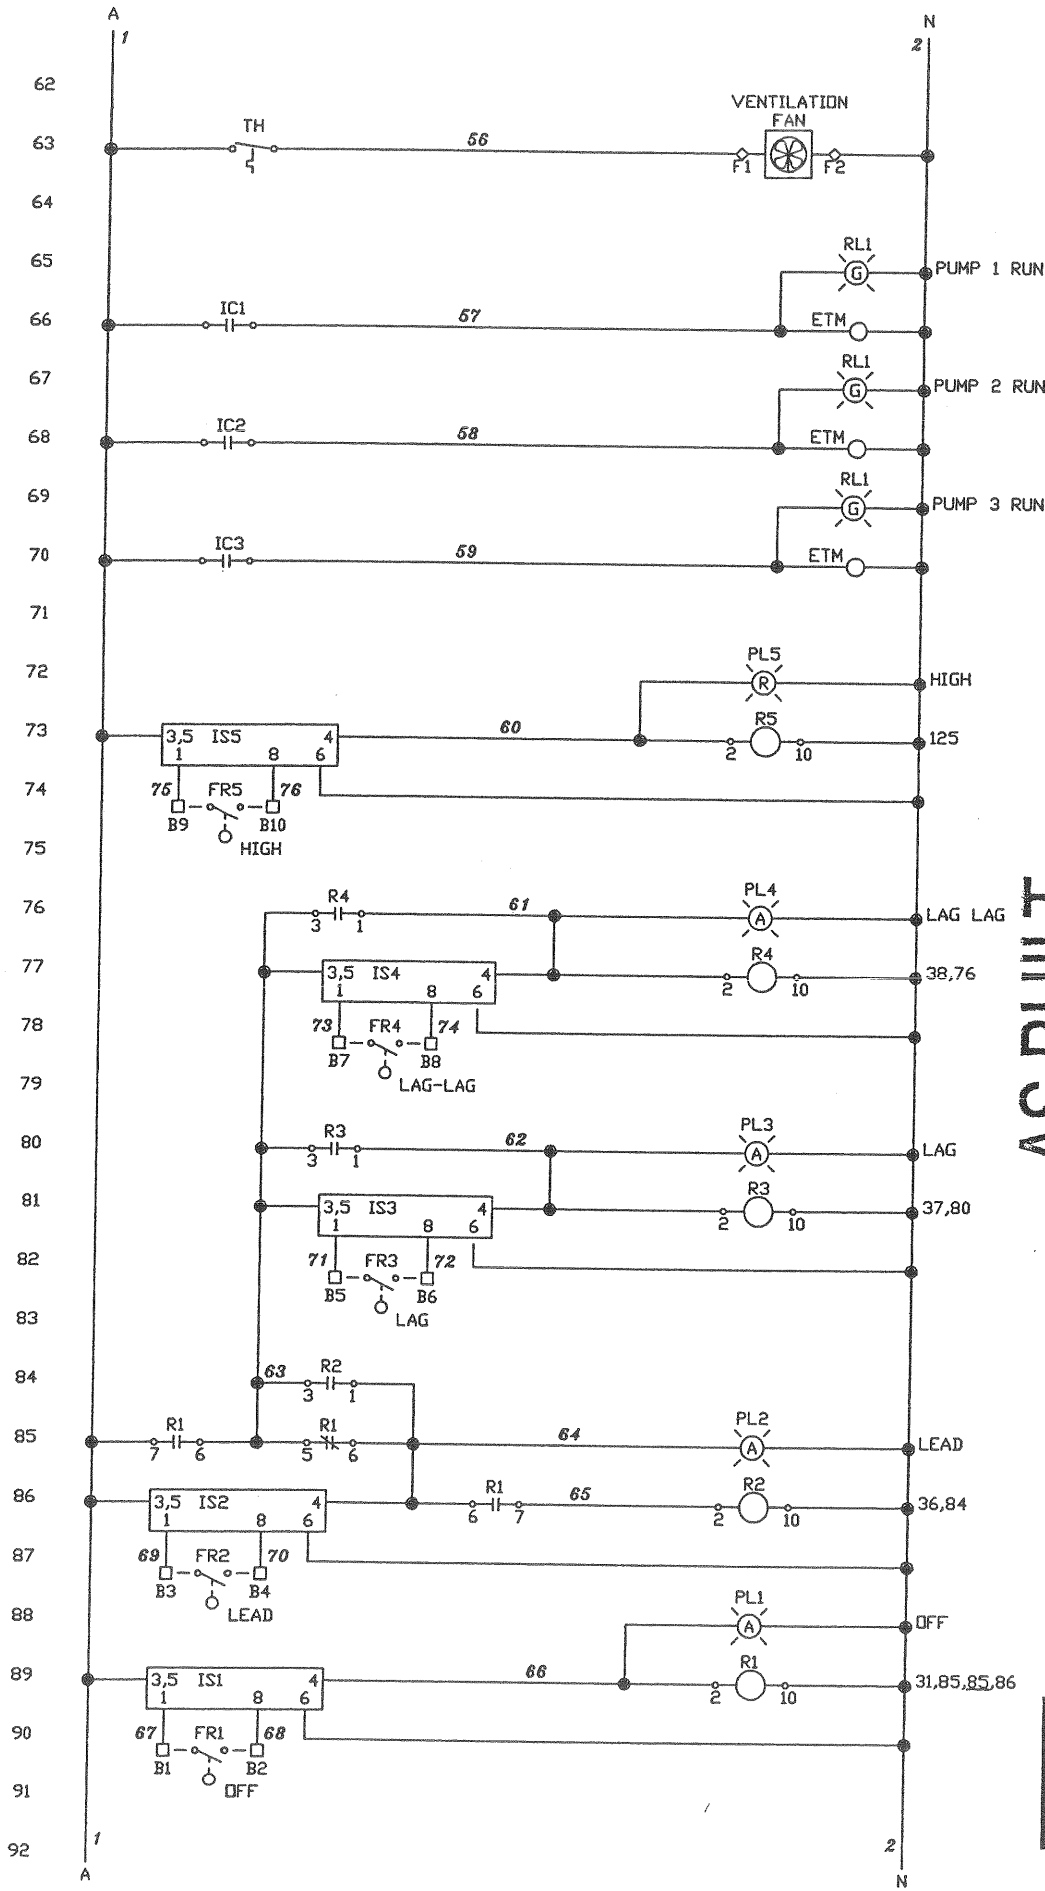 A N
1 2
62
VENTILATION
FAN
TH
63 56
F1 F2
64
RL1
65 G PUMP 1 RUN
IC1
66 57 ETM
RL1
67 G PUMP 2 RUN
IC2
68 58 ETM
RL1
69 G PUMP 3 RUN
IC3
70 59 ETM
71
PL5
72 R HIGH
R5
73 3,5 IS5 4 60 125
1 8 6 2 10
74 75 FR5 76
B9 B10
75 HIGH
R4 PL4
76 61 A LAG LAG
3 1
R4
77 3,5 IS4 4 38,76
1 8 6 2 10
78 73 FR4 74
B7 B8
79 LAG-LAG
R3 PL3
80 62 A LAG
3 1
R3
81 3,5 IS3 4 37,80
1 8 6 2 10
82 71 FR3 72
B5 B6
83 LAG
84 63 R2
3 1
R1 R1 PL2
85 64 A LEAD
7 6 5 6
R1 R2
86 3,5 IS2 4 65 36,84
1 8 6 6 7 2 10
87 69 FR2 70
B3 B4
88 LEAD
PL1
A OFF
R1
89 3,5 IS1 4 66 31,85,85,86
1 8 6 2 10
90 67 FR1 68
B1 B2
91 OFF
92 1 2
A N